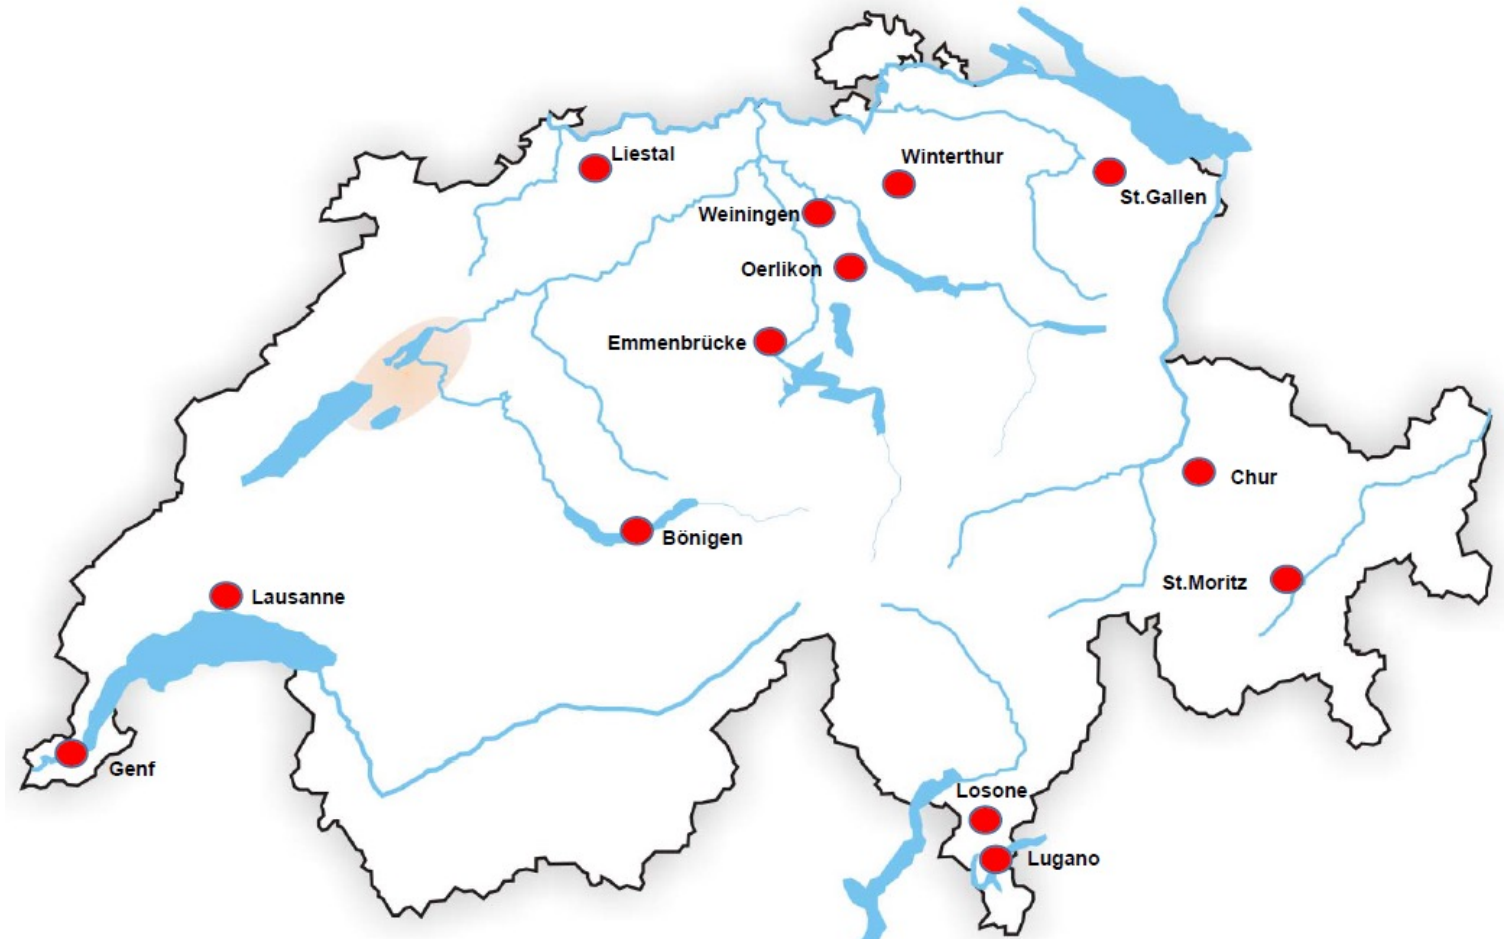 Liestal
Winterthur
St.Gallen
Weiningen
Oerlikon
Emmenbrücke
Chur
Bönigen
St.Moritz
Lausanne
Genf
Losone
Lugano